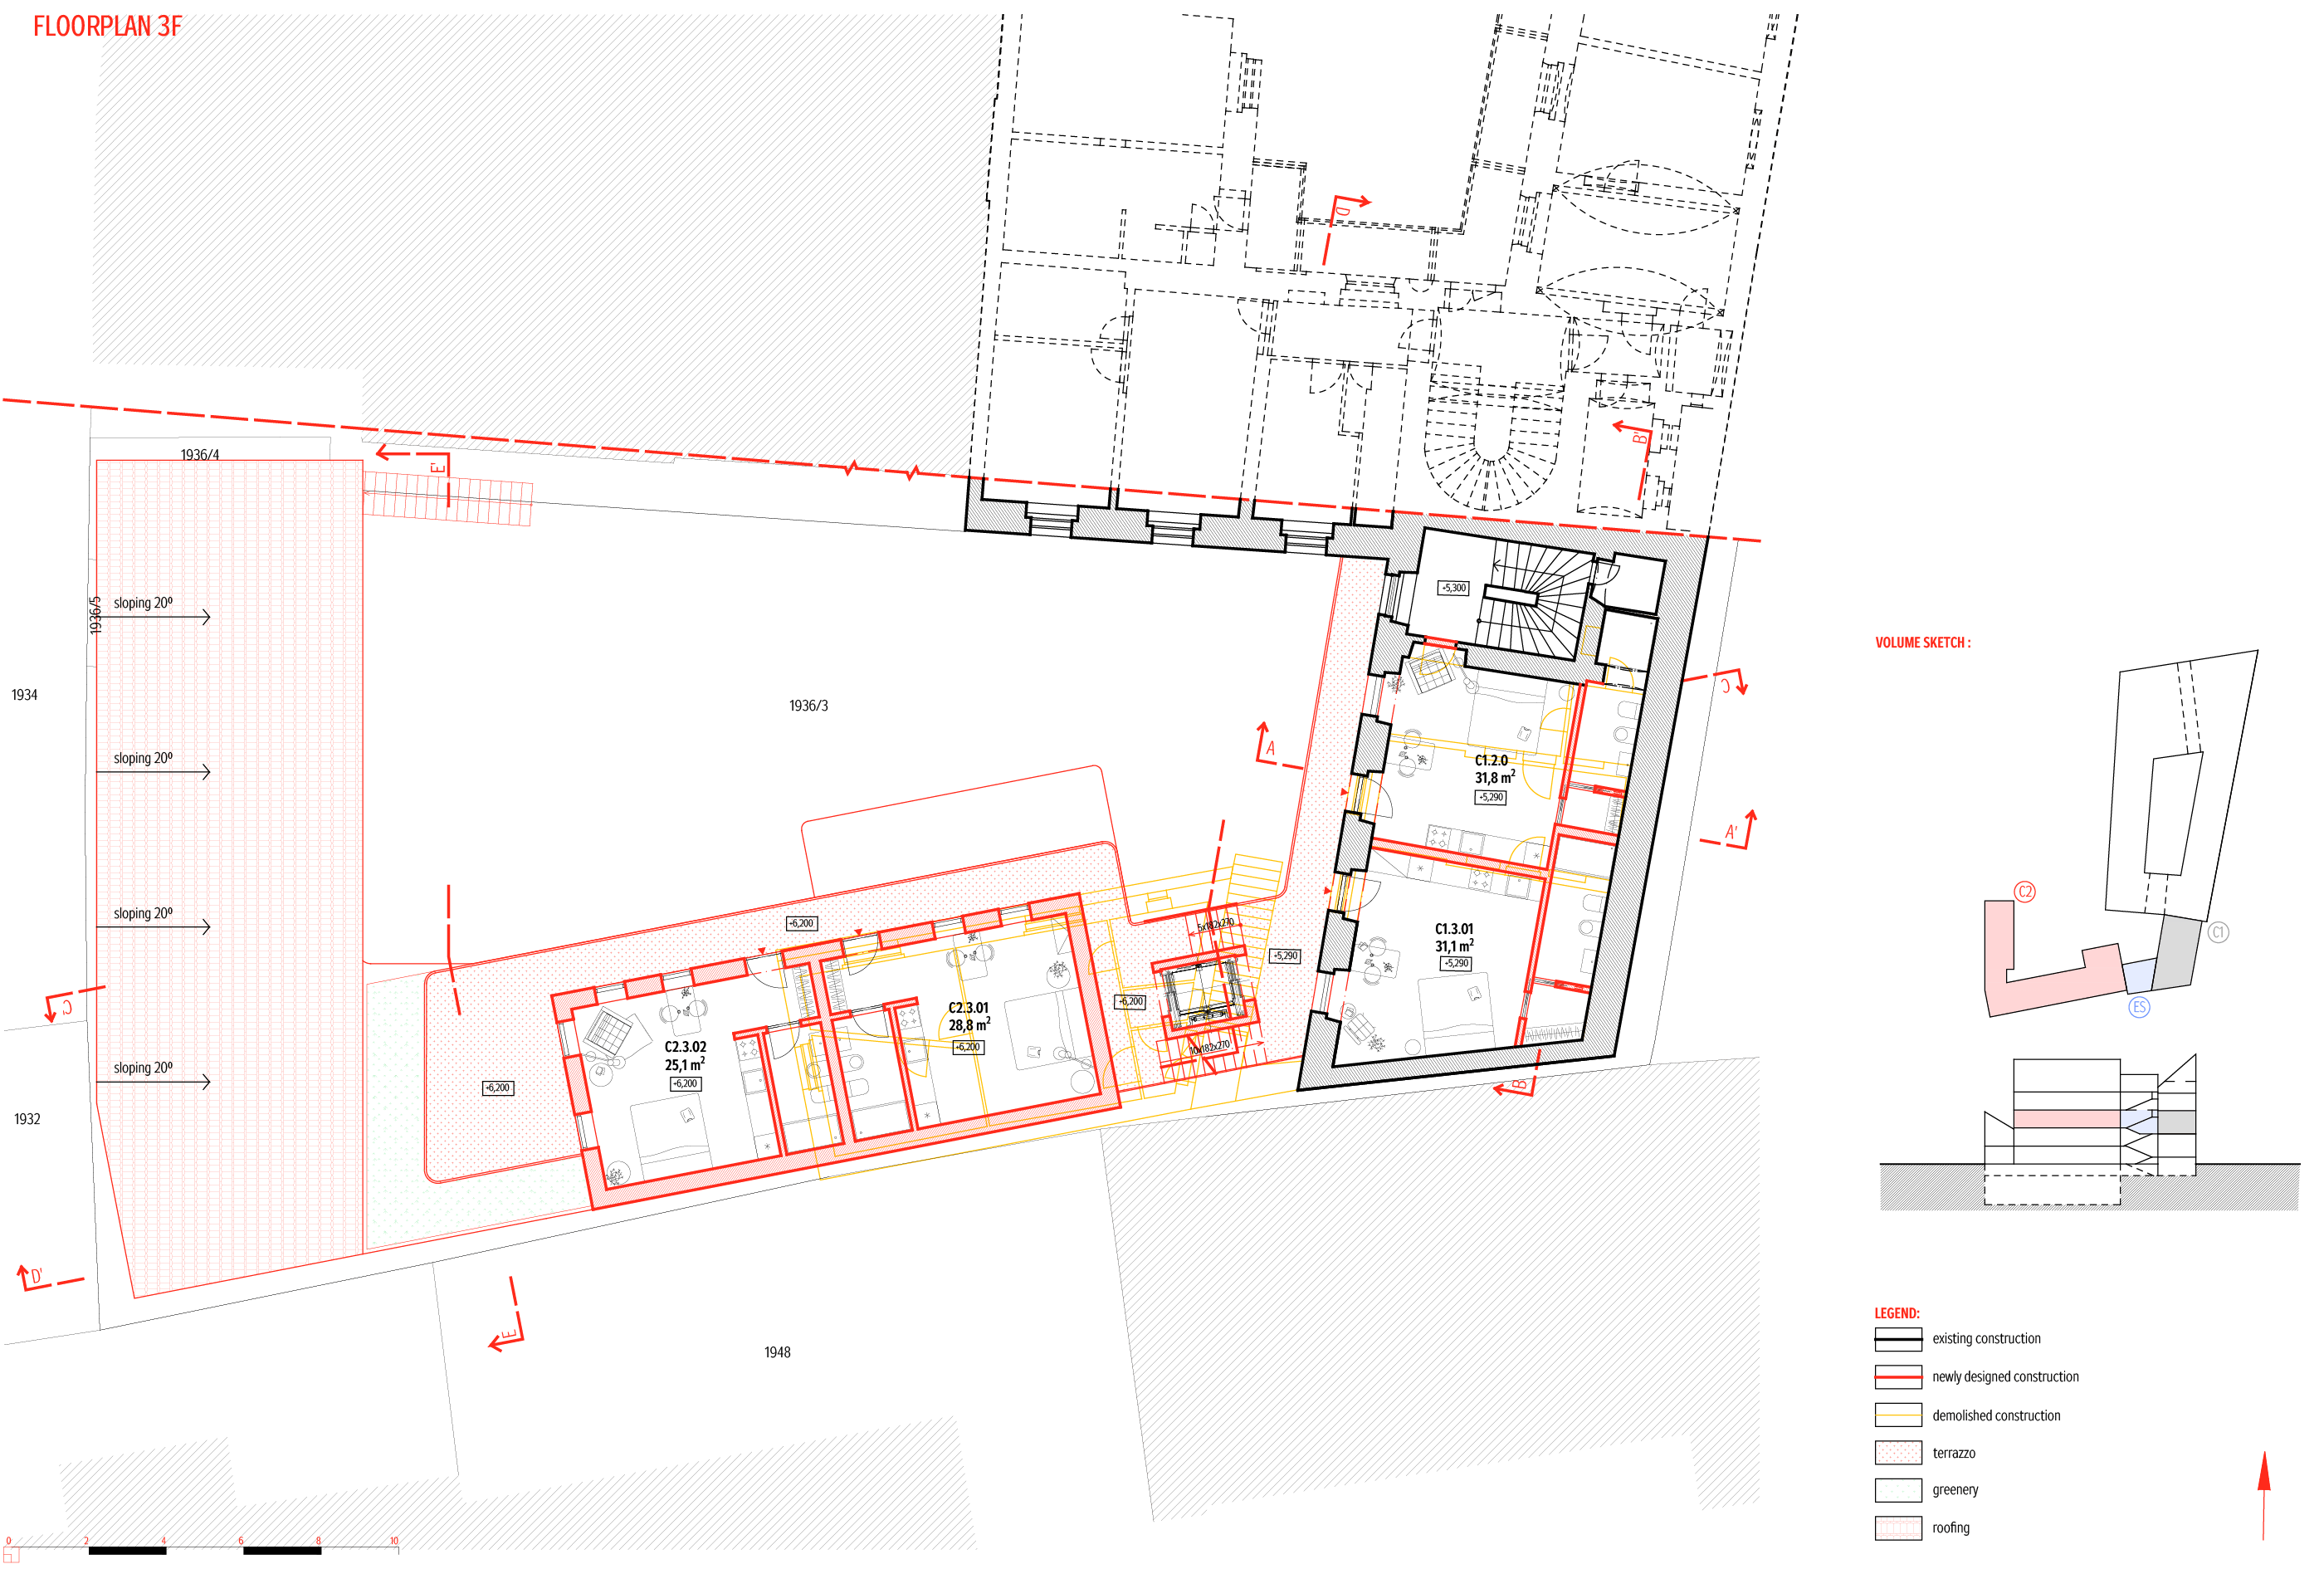 FLOORPLAN 3F
D
B'
1936/4
E'
1936/5
sloping 20º
+5,300
1934
1936/3
C
A
sloping 20º
C1.2.0
31,8 m²
+5,290
A'
sloping 20º
+6,200
5x182x270
C1.3.01
31,1 m²
+5,290
+5,290
C'
+6,200
C2.3.01
28,8 m²
+6,200
C2.3.02
25,1 m²
+6,200
10x182x270
sloping 20º
+6,200
B
1932
D'
E
1948
0 2 4 6 8 10
VOLUME SKETCH :
C2
C1
ES
LEGEND:
existing construction
newly designed construction
demolished construction
terrazzo
greenery
roofing